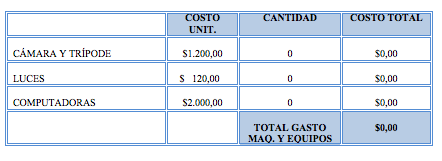 COSTO UNIT. CANTIDAD COSTO TOTAL
CÁMARA Y TRÍPODE $1.200,00 0 $0,00
LUCES $ 120,00 0 $0,00
COMPUTADORAS $2.000,00 0 $0,00
TOTAL GASTO MAQ. Y EQUIPOS $0,00